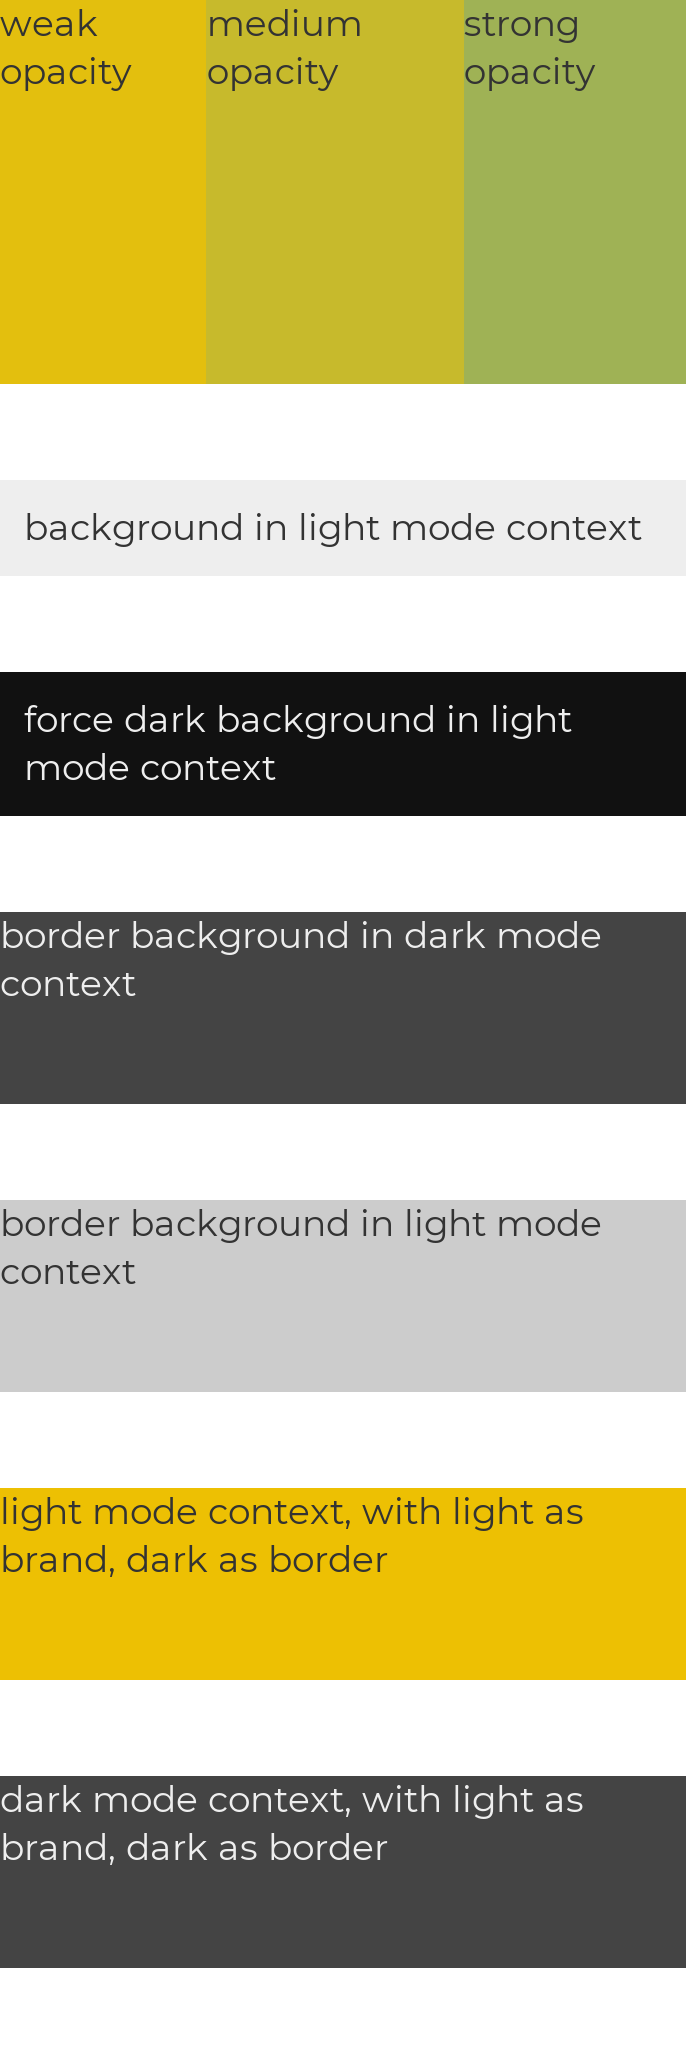 weak
opacity
medium
opacity
strong
opacity
background in light mode context
force dark background in light
mode context
border background in dark mode
context
border background in light mode
context
light mode context, with light as
brand, dark as border
dark mode context, with light as
brand, dark as border